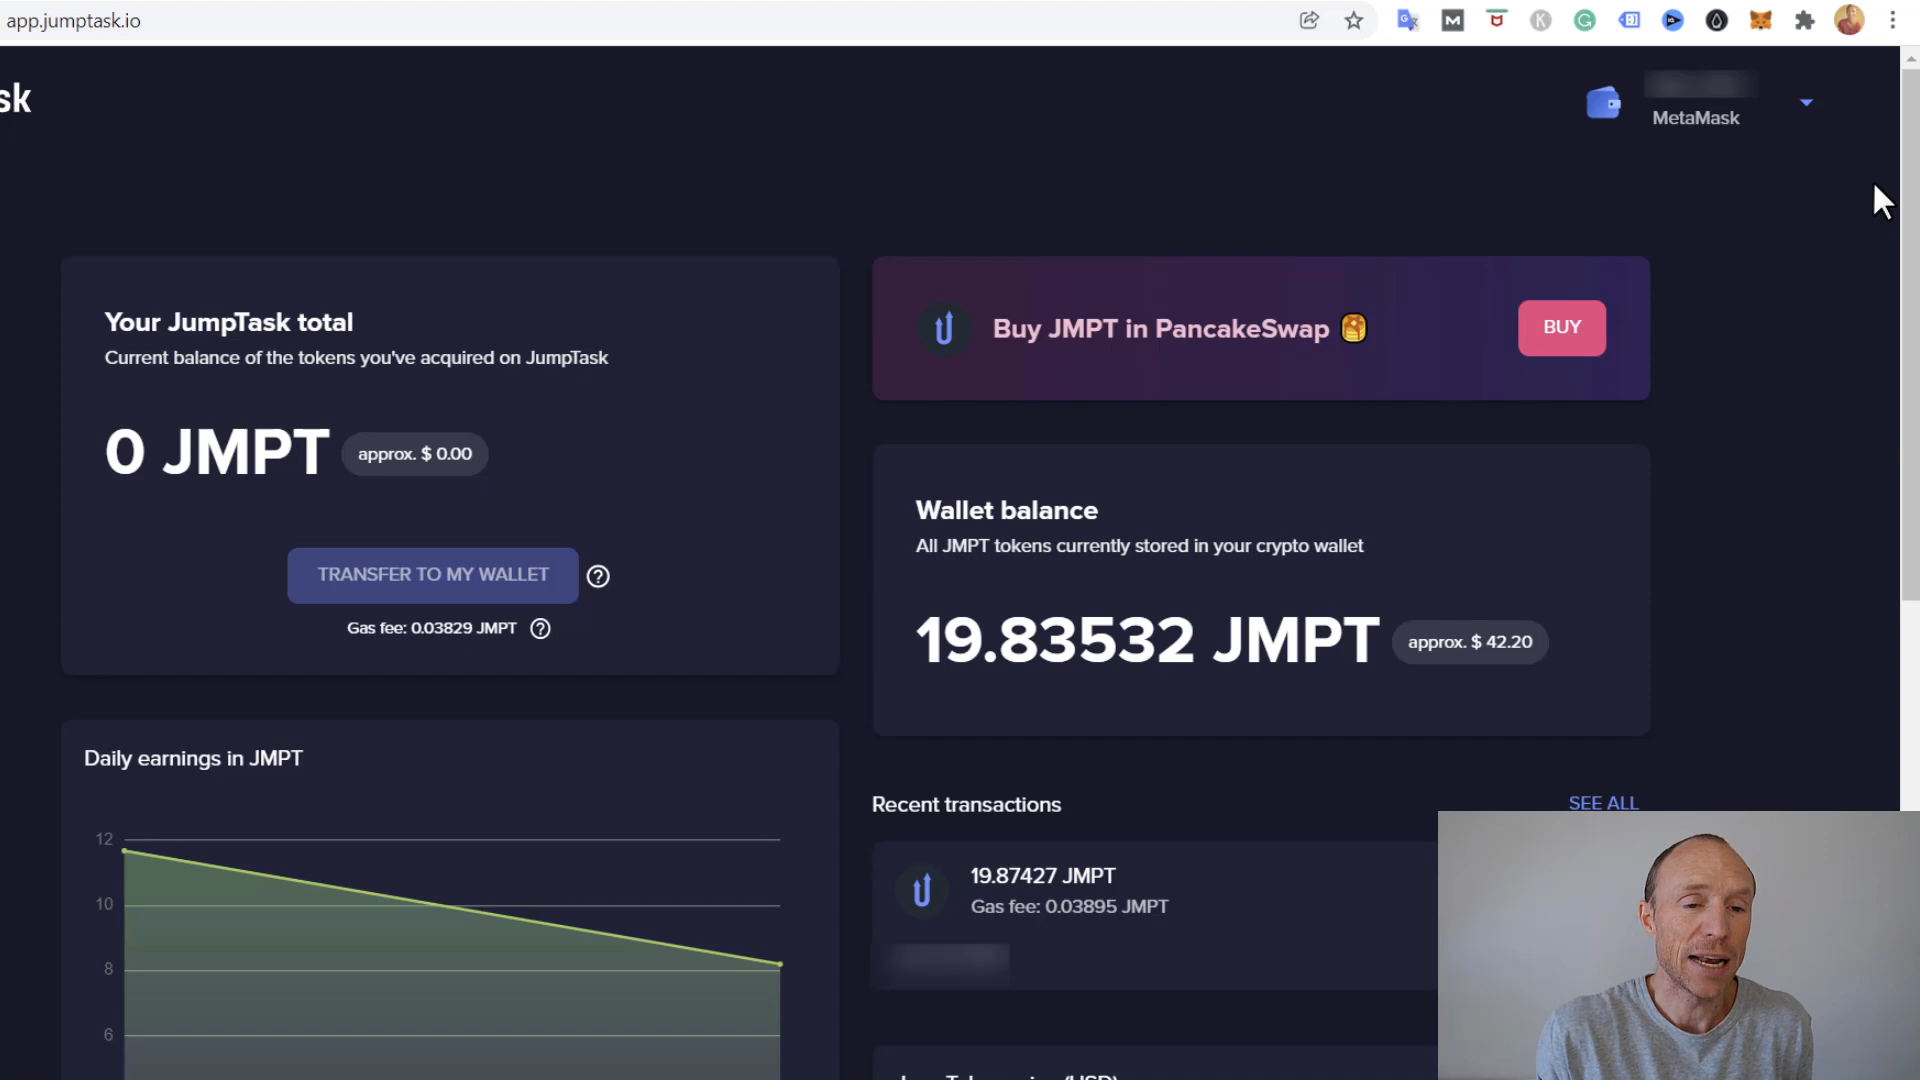 app.jumptask.io
sk
MetaMask
Your JumpTask total
Current balance of the tokens you've acquired on JumpTask
0 JMPT
approx. $ 0.00
TRANSFER TO MY WALLET
Gas fee: 0.03829 JMPT
Buy JMPT in PancakeSwap
BUY
Wallet balance
All JMPT tokens currently stored in your crypto wallet
19.83532 JMPT
approx. $ 42.20
Daily earnings in JMPT
12
10
8
6
Recent transactions
SEE ALL
19.87427 JMPT
Gas fee: 0.03895 JMPT